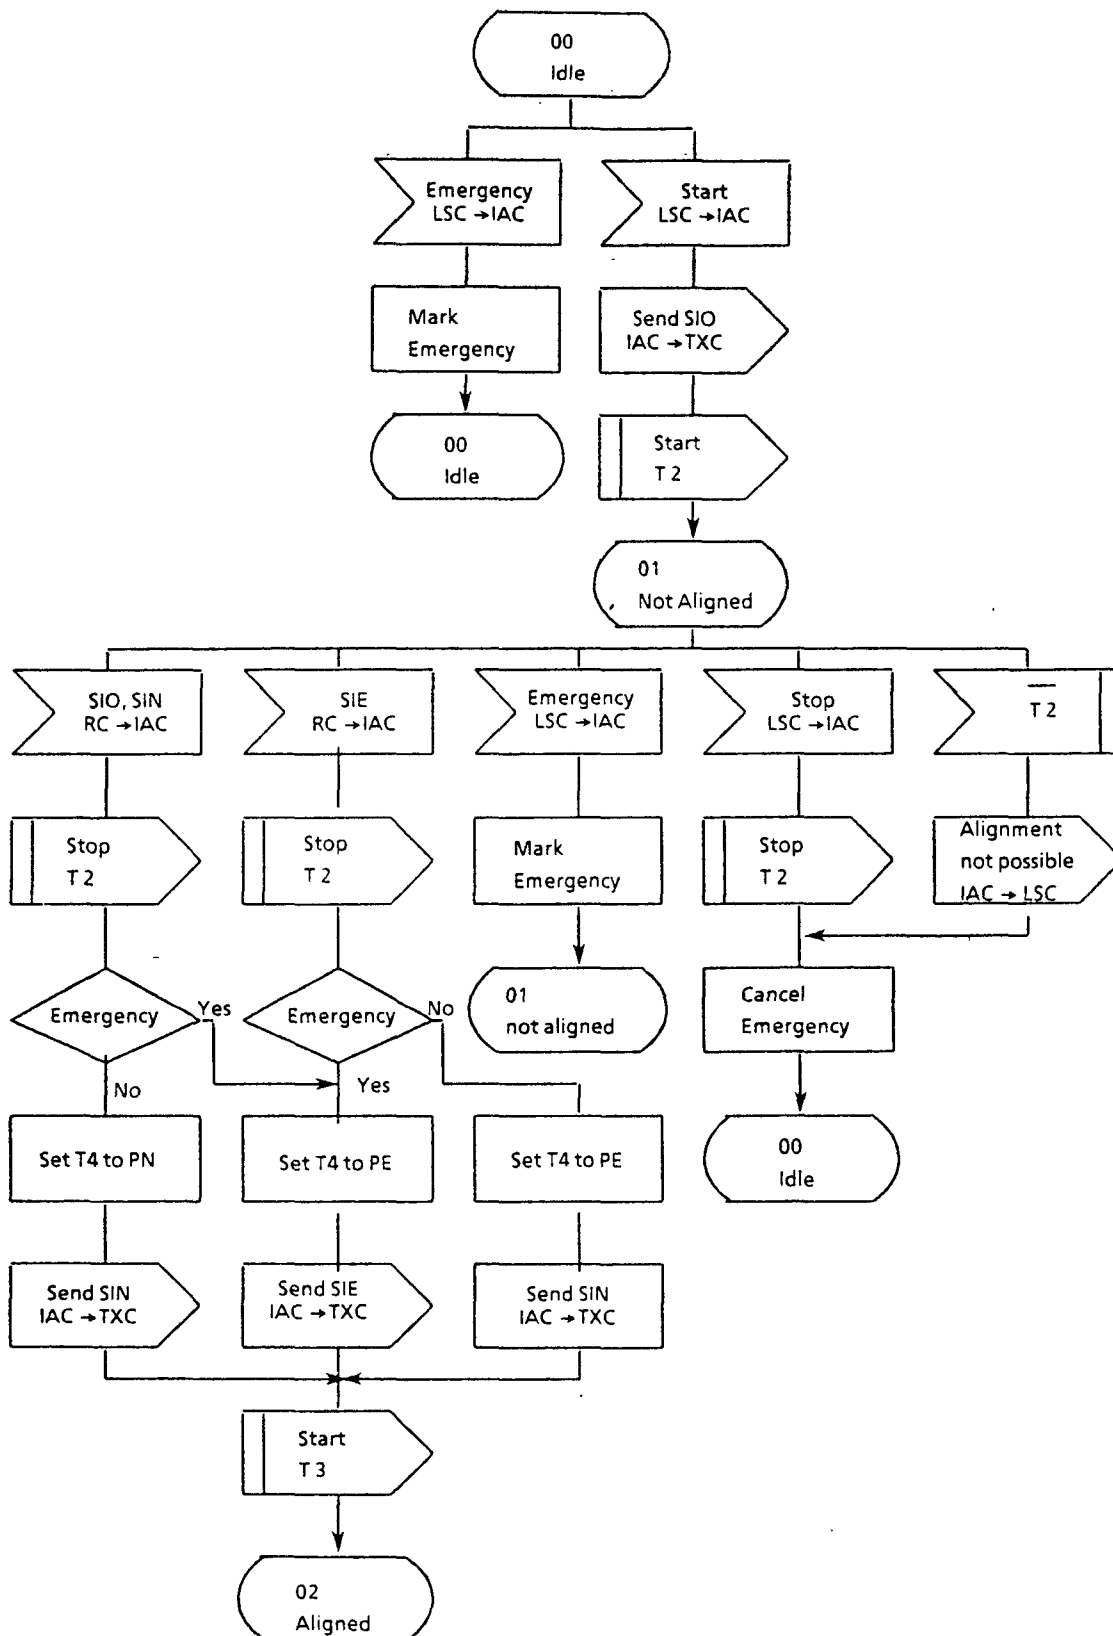 00
Idle
Emergency
LSC → IAC
Start
LSC → IAC
Mark
Emergency
Send SIO
IAC → TXC
00
Idle
Start
T 2
01
Not Aligned
SIO, SIN
RC → IAC
SIE
RC → IAC
Emergency
LSC → IAC
Stop
LSC → IAC
T 2
Stop
T 2
Stop
T 2
Mark
Emergency
Stop
T 2
Alignment
not possible
IAC → LSC
Emergency
Yes
No
Emergency
No
Yes
01
not aligned
Cancel
Emergency
Set T4 to PN
Set T4 to PE
Set T4 to PE
00
Idle
Send SIN
IAC → TXC
Send SIE
IAC → TXC
Send SIN
IAC → TXC
Start
T 3
02
Aligned